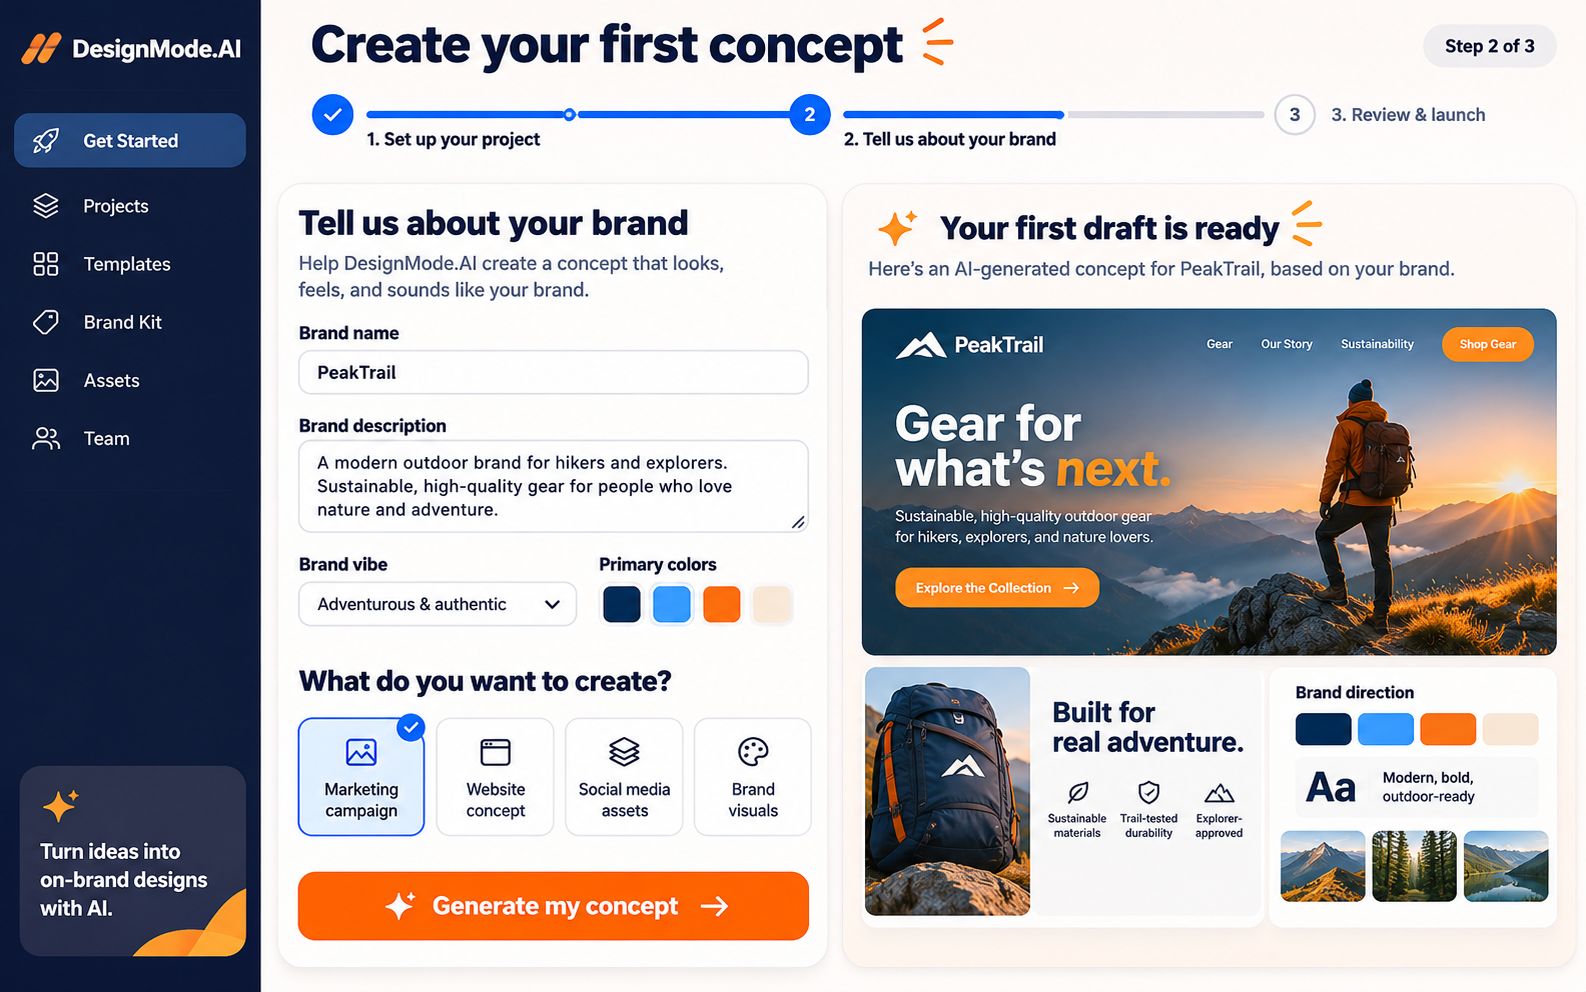 DesignMode.AI
Get Started
Projects
Templates
Brand Kit
Assets
Team
Turn ideas into
on-brand designs
with AI.
Create your first concept
Step 2 of 3
1. Set up your project
2
2. Tell us about your brand
3
3. Review & launch
Tell us about your brand
Help DesignMode.AI create a concept that looks,
feels, and sounds like your brand.
Brand name
PeakTrail
Brand description
A modern outdoor brand for hikers and explorers.
Sustainable, high-quality gear for people who love
nature and adventure.
Brand vibe
Primary colors
Adventurous & authentic
What do you want to create?
Marketing
campaign
Website
concept
Social media
assets
Brand
visuals
Generate my concept
Your first draft is ready
Here's an AI-generated concept for PeakTrail, based on your brand.
PeakTrail
Gear
Our Story
Sustainability
Shop Gear
Gear for
what's next.
Sustainable, high-quality outdoor gear
for hikers, explorers, and nature lovers.
Explore the Collection
Built for
real adventure.
Sustainable
materials
Trail-tested
durability
Explorer-
approved
Brand direction
Aa
Modern, bold,
outdoor-ready